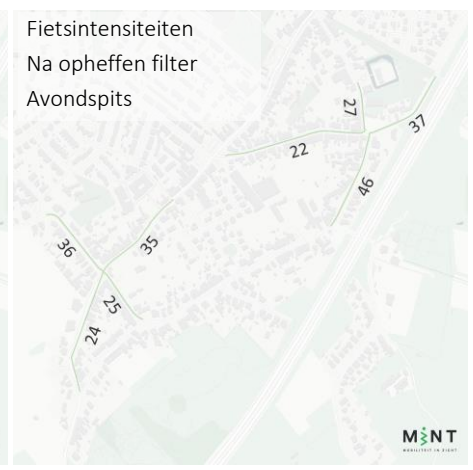 Fietsintensiteiten
Na opheffen filter
Avondspits
27
37
22
46
36
35
25
24
MINT
MOBILITEIT IN ZICHT